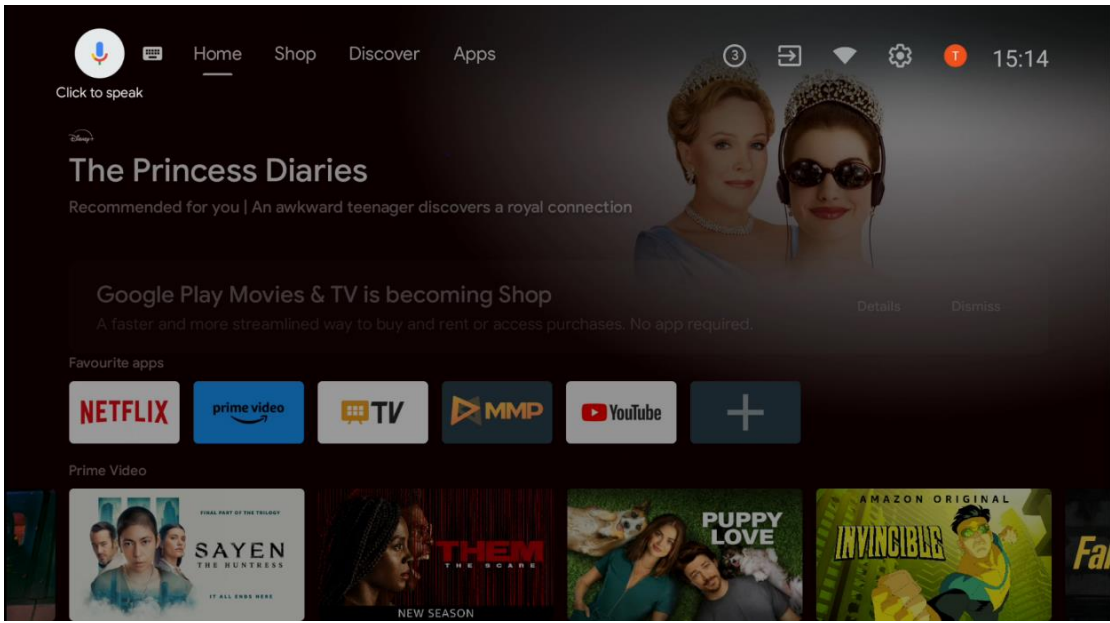 Home Shop Discover Apps 3 T 15:14
Click to speak
Disney+
The Princess Diaries
Recommended for you | An awkward teenager discovers a royal connection
Google Play Movies & TV is becoming Shop
A faster and more streamlined way to buy and rent or access purchases. No app required.
Details Dismiss
Favourite apps
NETFLIX
prime video
TV
MMP
YouTube
Prime Video
FINAL PART OF THE TRILOGY
SAYEN
THE HUNTRESS
IT ALL ENDS HERE
THEM
THE SCARE
NEW SEASON
PUPPY
LOVE
AMAZON ORIGINAL
INVINCIBLE
Fal